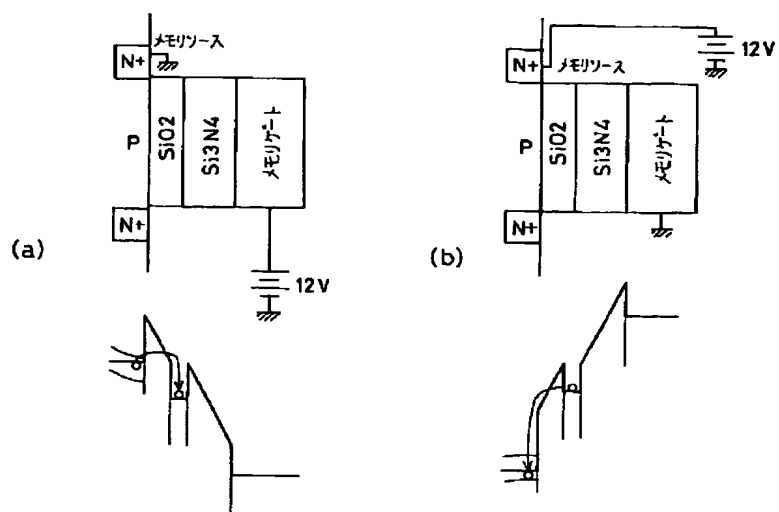 メモリソース
N+
P
SiO2
Si3N4
メモリゲート
N+
(a)
12V
12V
メモリソース
N+
P
SiO2
Si3N4
メモリゲート
N+
(b)